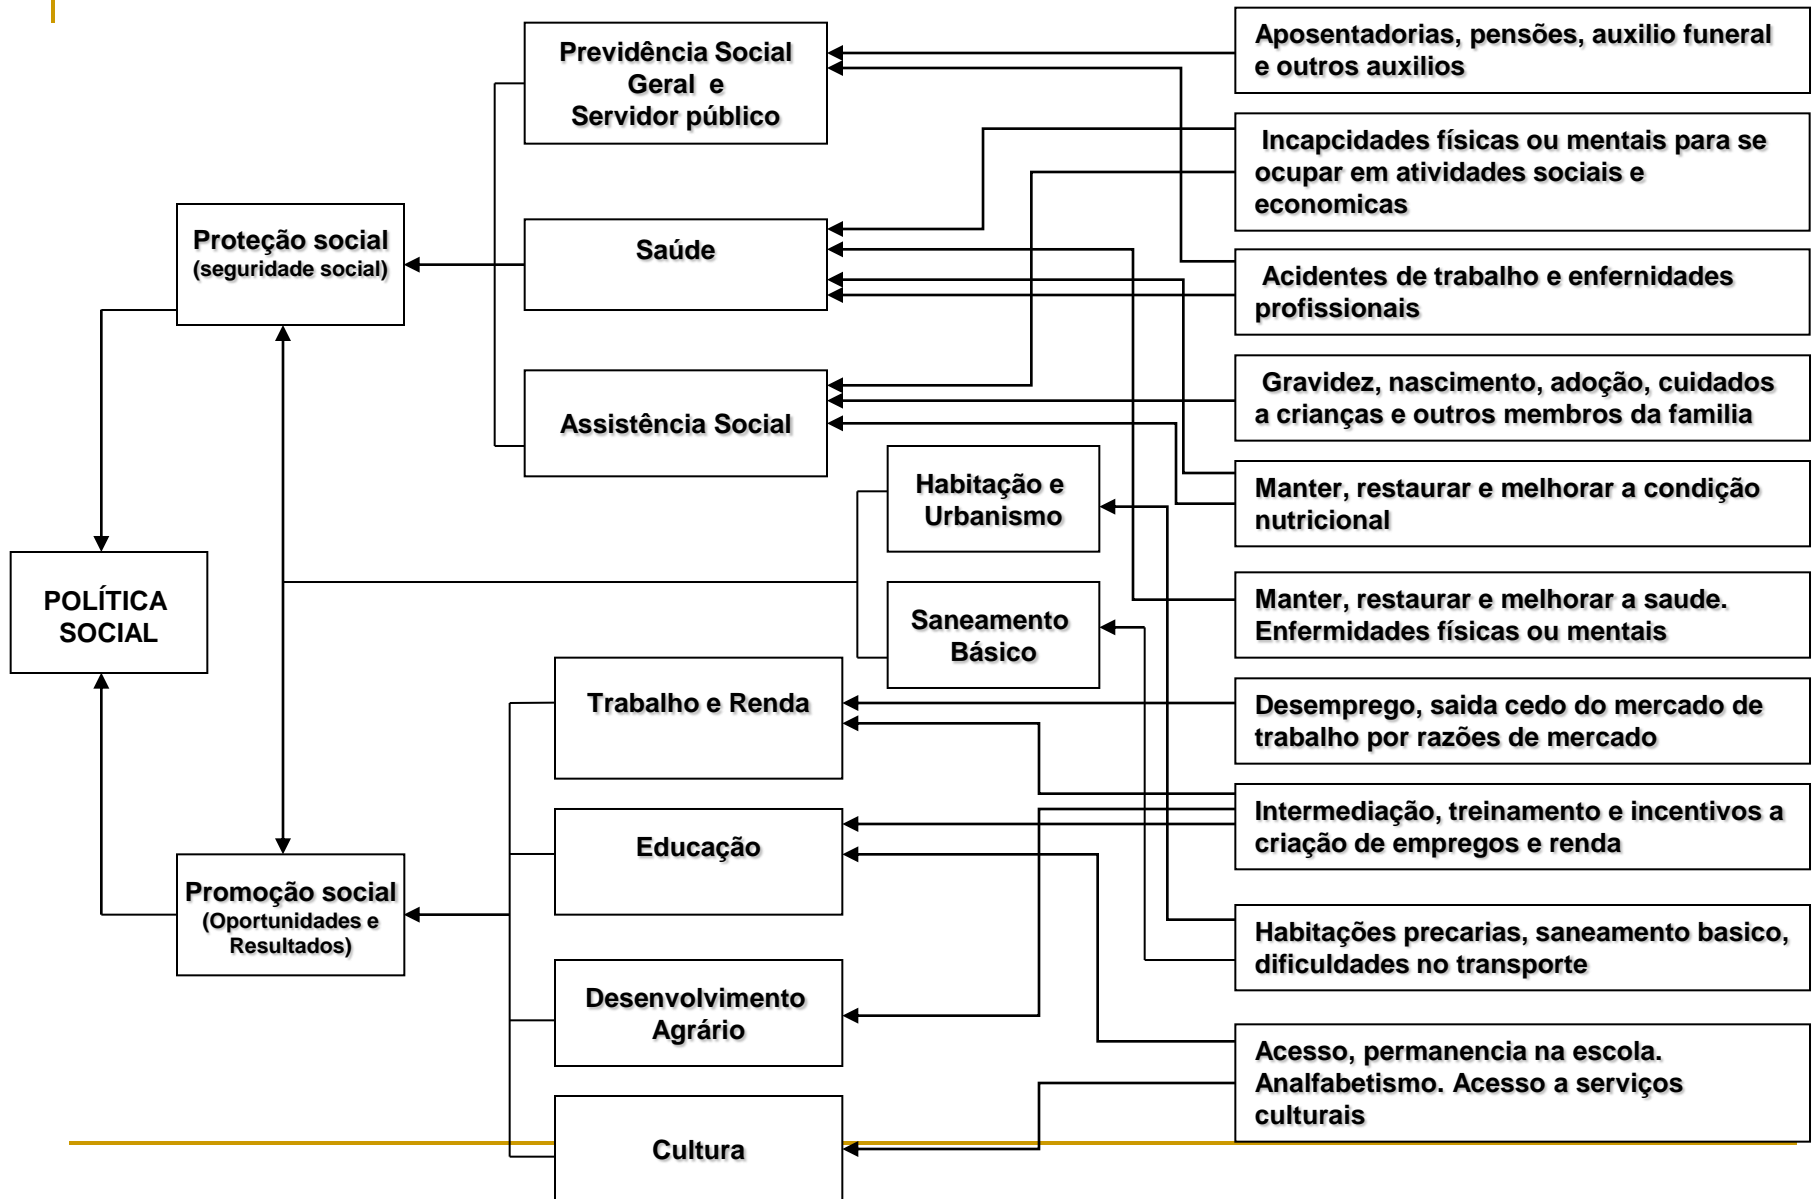 Previdência Social
Geral e
Servidor público
Aposentadorias, pensões, auxilio funeral
e outros auxilios
Incapcidades físicas ou mentais para se
ocupar em atividades sociais e
economicas
Proteção social
(seguridade social)
Saúde
Acidentes de trabalho e enfernidades
profissionais
Assistência Social
Gravidez, nascimento, adoção, cuidados
a crianças e outros membros da familia
Habitação e
Urbanismo
Manter, restaurar e melhorar a condição
nutricional
POLÍTICA
SOCIAL
Saneamento
Básico
Manter, restaurar e melhorar a saude.
Enfermidades físicas ou mentais
Trabalho e Renda
Desemprego, saida cedo do mercado de
trabalho por razões de mercado
Educação
Intermediação, treinamento e incentivos a
criação de empregos e renda
Promoção social
(Oportunidades e
Resultados)
Habitações precarias, saneamento basico,
dificuldades no transporte
Desenvolvimento
Agrário
Acesso, permanencia na escola.
Analfabetismo. Acesso a serviços
culturais
Cultura